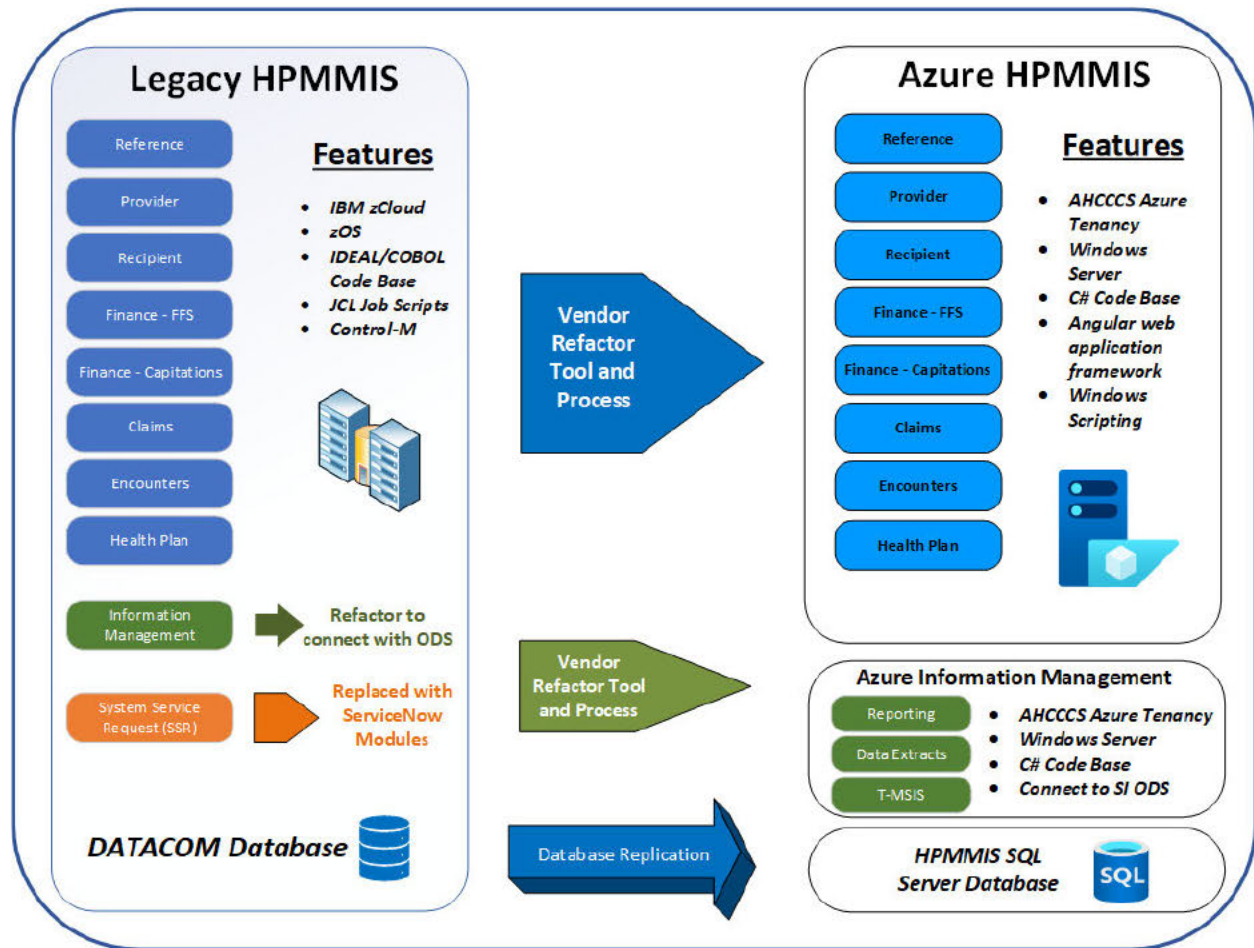 Legacy HPMMIS
Reference
Provider
Recipient
Finance - FFS
Finance - Capitations
Claims
Encounters
Health Plan
Features
• IBM zCloud
• zOS
• IDEAL/COBOL
Code Base
• JCL Job Scripts
• Control-M
Information
Management
Refactor to
connect with ODS
System Service
Request (SSR)
Replaced with
ServiceNow
Modules
DATACOM Database
Vendor
Refactor
Tool and
Process
Vendor
Refactor Tool
and Process
Database Replication
Azure HPMMIS
Reference
Provider
Recipient
Finance - FFS
Finance - Capitations
Claims
Encounters
Health Plan
Features
• AHCCCS Azure
Tenancy
• Windows
Server
• C# Code Base
• Angular web
application
framework
• Windows
Scripting
Azure Information Management
Reporting
Data Extracts
T-MSIS
• AHCCCS Azure Tenancy
• Windows Server
• C# Code Base
• Connect to SI ODS
HPMMIS SQL
Server Database
SQL